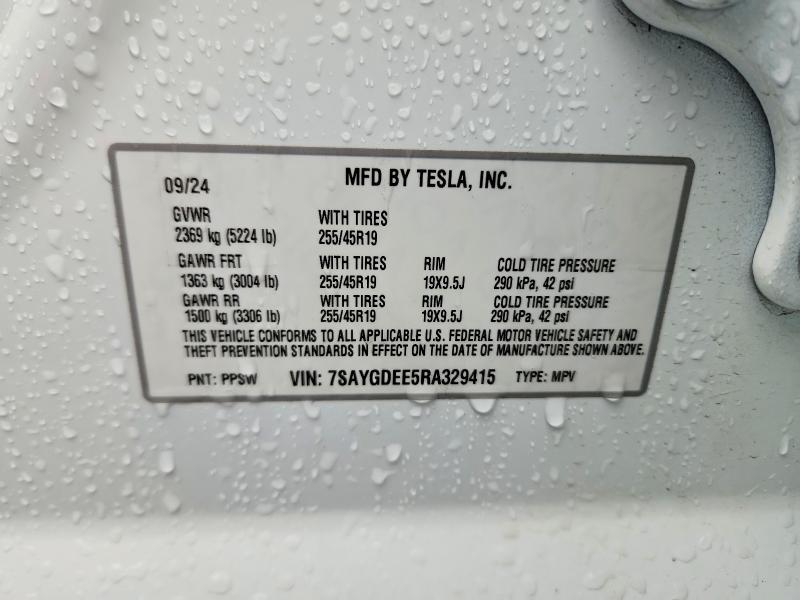 09/24 MFD BY TESLA, INC.
GVWR WITH TIRES
2369 kg (5224 lb) 255/45R19
GAWR FRT WITH TIRES RIM COLD TIRE PRESSURE
1363 kg (3004 lb) 255/45R19 19X9.5J 290 kPa, 42 psi
GAWR RR WITH TIRES RIM COLD TIRE PRESSURE
1500 kg (3306 lb) 255/45R19 19X9.5J 290 kPa, 42 psi
THIS VEHICLE CONFORMS TO ALL APPLICABLE U.S. FEDERAL MOTOR VEHICLE SAFETY AND
THEFT PREVENTION STANDARDS IN EFFECT ON THE DATE OF MANUFACTURE SHOWN ABOVE.
PNT: PPSW VIN: 7SAYGDEE5RA329415 TYPE: MPV